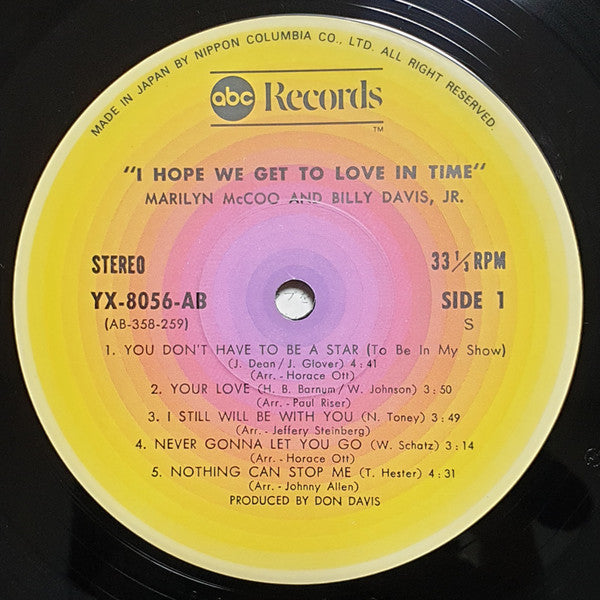 MADE IN JAPAN BY NIPPON COLUMBIA CO., LTD. ALL RIGHT RESERVED.
abc Records
TM
"I HOPE WE GET TO LOVE IN TIME"
MARILYN McCOO AND BILLY DAVIS, JR.
STEREO
33 1/3 RPM
YX-8056-AB
SIDE 1
(AB-358-259)
S
1. YOU DON'T HAVE TO BE A STAR (To Be In My Show)
(J. Dean/J. Glover) 4:41
(Arr.-Horace Ott)
2. YOUR LOVE (H. B. Barnum/W. Johnson) 3:50
(Arr.-Paul Riser)
3. I STILL WILL BE WITH YOU (N. Toney) 3:49
(Arr.-Jeffery Steinberg)
4. NEVER GONNA LET YOU GO (W. Schatz) 3:14
(Arr.-Horace Ott)
5. NOTHING CAN STOP ME (T. Hester) 4:31
(Arr.-Johnny Allen)
PRODUCED BY DON DAVIS